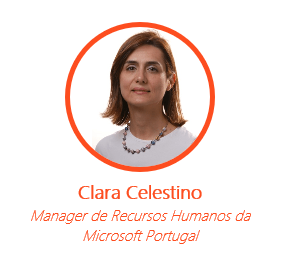 Clara Celestino
Manager de Recursos Humanos da
Microsoft Portugal